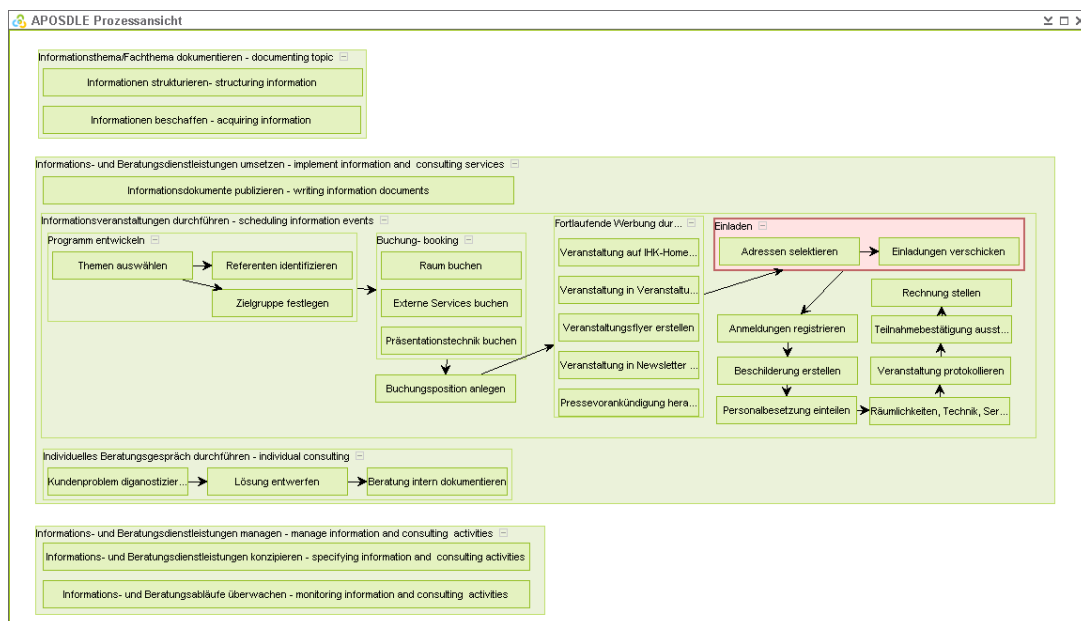 APOSDLE Prozessansicht
Informationsthema/Fachthema dokumentieren - documenting topic
Informationen strukturieren- structuring information
Informationen beschaffen - acquiring information
Informations- und Beratungsdienstleistungen umsetzen - implement information and consulting services
Informationsdokumente publizieren - writing information documents
Informationsveranstaltungen durchführen - scheduling information events
Programm entwickeln
Themen auswählen
Referenten identifizieren
Zielgruppe festlegen
Buchung- booking
Raum buchen
Externe Services buchen
Präsentationstechnik buchen
Buchungsposition anlegen
Fortlaufende Werbung dur...
Veranstaltung auf IHK-Home...
Veranstaltung in Veranstaltu...
Veranstaltungsflyer erstellen
Veranstaltung in Newsletter ...
Pressevorankündigung hera...
Einladen
Adressen selektieren
Einladungen verschicken
Anmeldungen registrieren
Beschilderung erstellen
Personalbesetzung einteilen
Räumlichkeiten, Technik, Ser...
Veranstaltung protokollieren
Teilnahmebestätigung ausst...
Rechnung stellen
Individuelles Beratungsgespräch durchführen - individual consulting
Kundenproblem diganostizier...
Lösung entwerfen
Beratung intern dokumentieren
Informations- und Beratungsdienstleistungen managen - manage information and consulting activities
Informations- und Beratungsdienstleistungen konzipieren - specifying information and consulting activities
Informations- und Beratungsabläufe überwachen - monitoring information and consulting activities